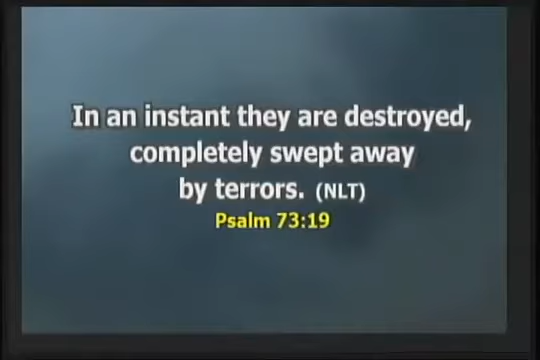 In an instant they are destroyed,
completely swept away
by terrors. (NLT)
Psalm 73:19